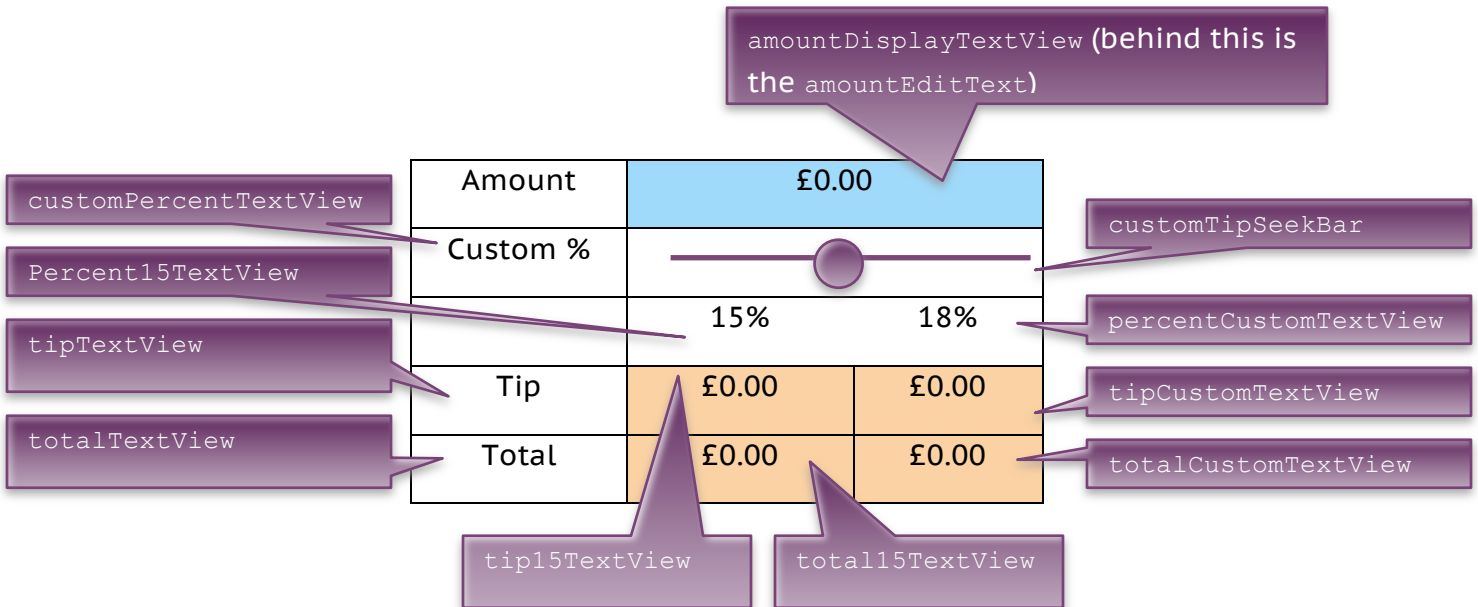 amountDisplayTextView (behind this is
the amountEditText)
Amount £0.00
customPercentTextView
customTipSeekBar
Custom %
Percent15TextView
15% 18%
percentCustomTextView
tipTextView
Tip £0.00 £0.00
tipCustomTextView
totalTextView
Total £0.00 £0.00
totalCustomTextView
tip15TextView
total15TextView